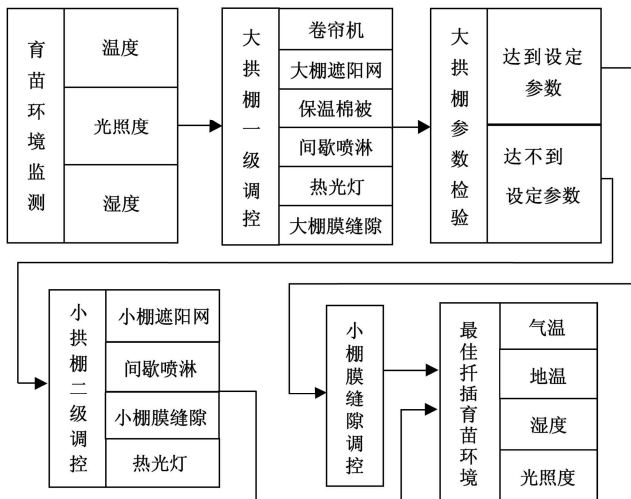 育苗环境监测
温度
光照度
湿度
大拱棚一级调控
卷帘机
大棚遮阳网
保温棉被
间歇喷淋
热光灯
大棚膜缝隙
大拱棚参数检验
达到设定
参数
达不到
设定参数
小拱棚二级调控
小棚遮阳网
间歇喷淋
小棚膜缝隙
热光灯
小棚膜缝隙调控
最佳扦插育苗环境
气温
地温
湿度
光照度